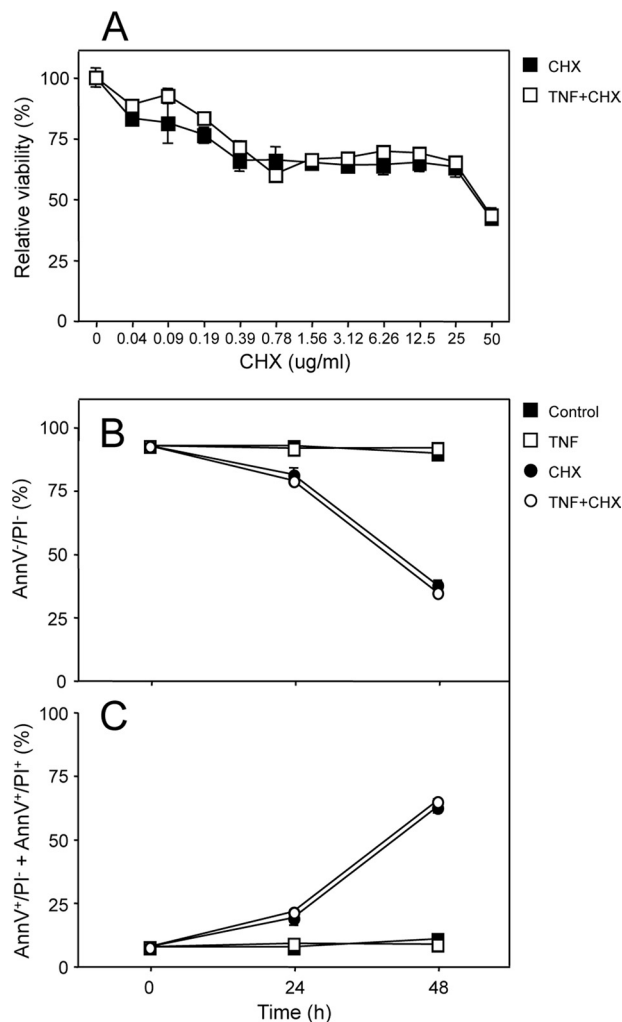 A
CHX
TNF+CHX
Relative viability (%)
100
75
50
25
0
0 0.04 0.09 0.19 0.39 0.78 1.56 3.12 6.26 12.5 25 50
CHX (ug/ml)
B
Control
TNF
CHX
TNF+CHX
AnnV⁻/PI⁻ (%)
100
75
50
25
0
C
AnnV⁺/PI⁻ + AnnV⁺/PI⁺ (%)
100
75
50
25
0
0 24 48
Time (h)